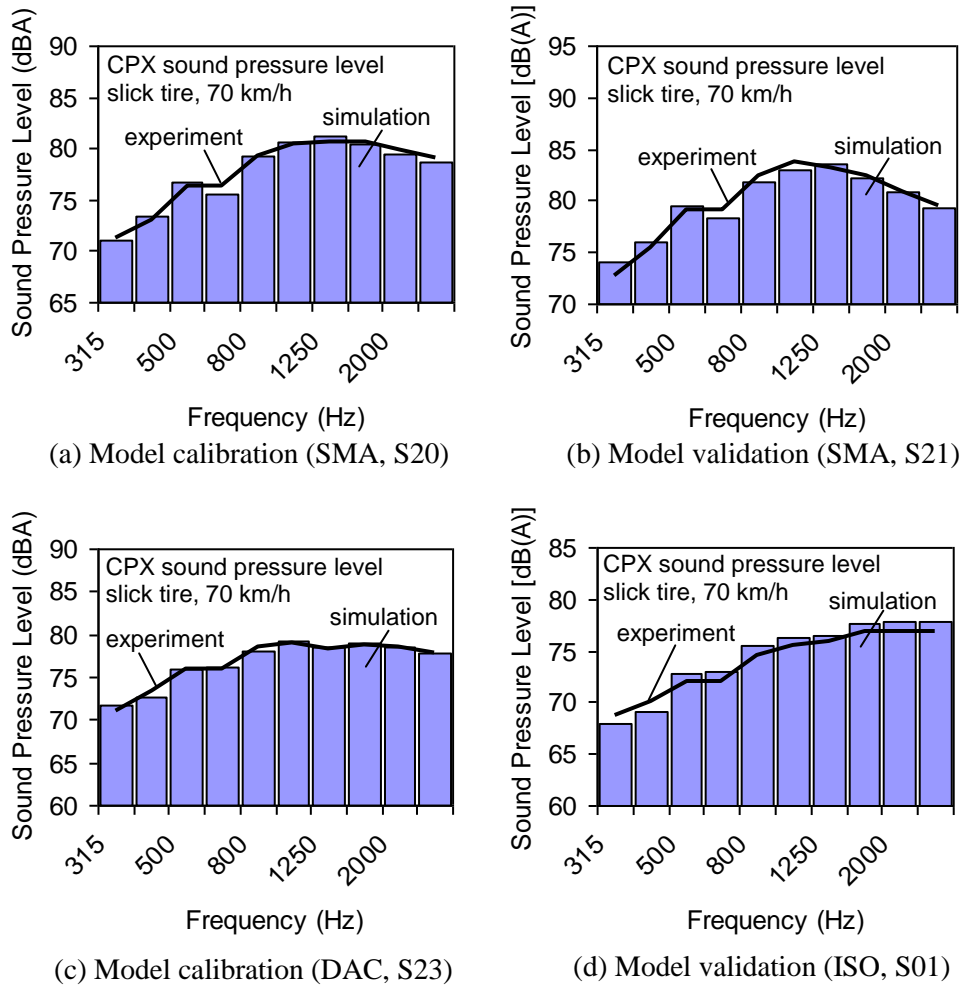 Sound Pressure Level (dBA)
90
85
80
75
70
65
CPX sound pressure level
slick tire, 70 km/h
experiment
simulation
315
500
800
1250
2000
Frequency (Hz)
(a) Model calibration (SMA, S20)
Sound Pressure Level [dB(A)]
95
90
85
80
75
70
CPX sound pressure level
slick tire, 70 km/h
experiment
simulation
315
500
800
1250
2000
Frequency (Hz)
(b) Model validation (SMA, S21)
Sound Pressure Level (dBA)
90
85
80
75
70
65
60
CPX sound pressure level
slick tire, 70 km/h
experiment
simulation
315
500
800
1250
2000
Frequency (Hz)
(c) Model calibration (DAC, S23)
Sound Pressure Level [dB(A)]
85
80
75
70
65
60
CPX sound pressure level
slick tire, 70 km/h
experiment
simulation
315
500
800
1250
2000
Frequency (Hz)
(d) Model validation (ISO, S01)